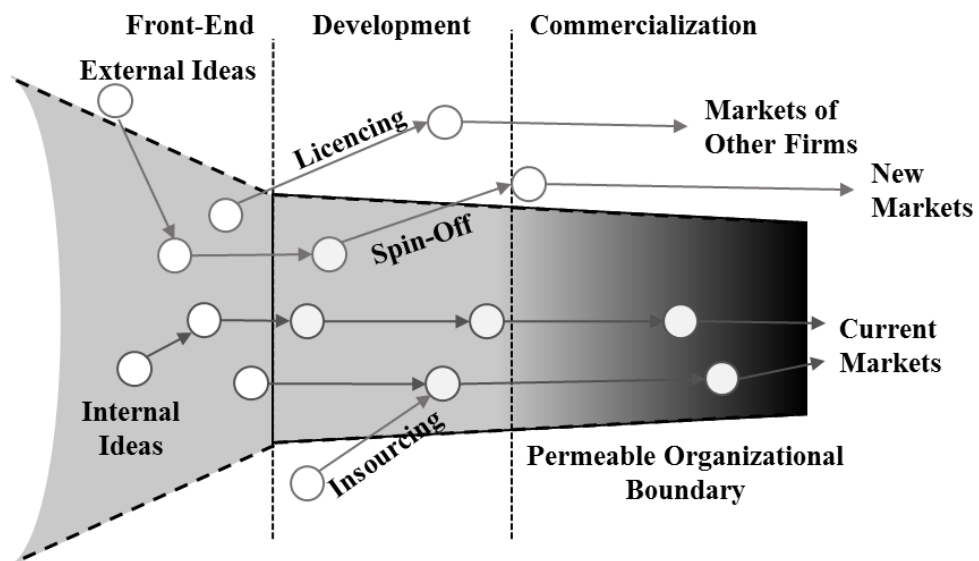 Front-End
Development
Commercialization
External Ideas
Licencing
Markets of
Other Firms
Spin-Off
New
Markets
Current
Markets
Internal
Ideas
Insourcing
Permeable Organizational
Boundary